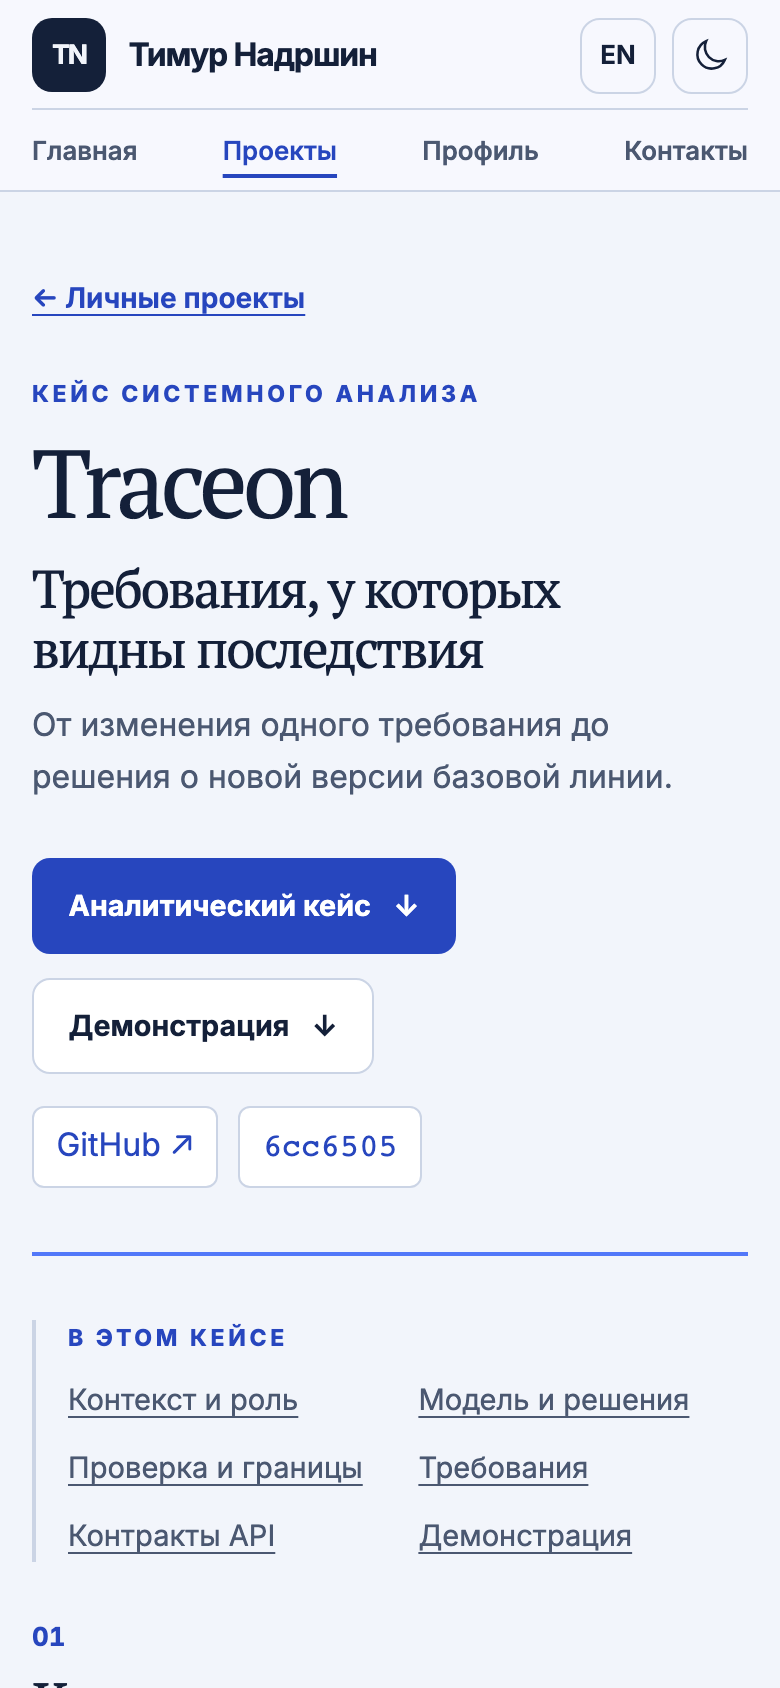 TN Тимур Надршин EN
Главная Проекты Профиль Контакты
← Личные проекты
КЕЙС СИСТЕМНОГО АНАЛИЗА
Traceon
Требования, у которых
видны последствия
От изменения одного требования до
решения о новой версии базовой линии.
Аналитический кейс ↓
Демонстрация ↓
GitHub ↗ 6cc6505
В ЭТОМ КЕЙСЕ
Контекст и роль Модель и решения
Проверка и границы Требования
Контракты API Демонстрация
01